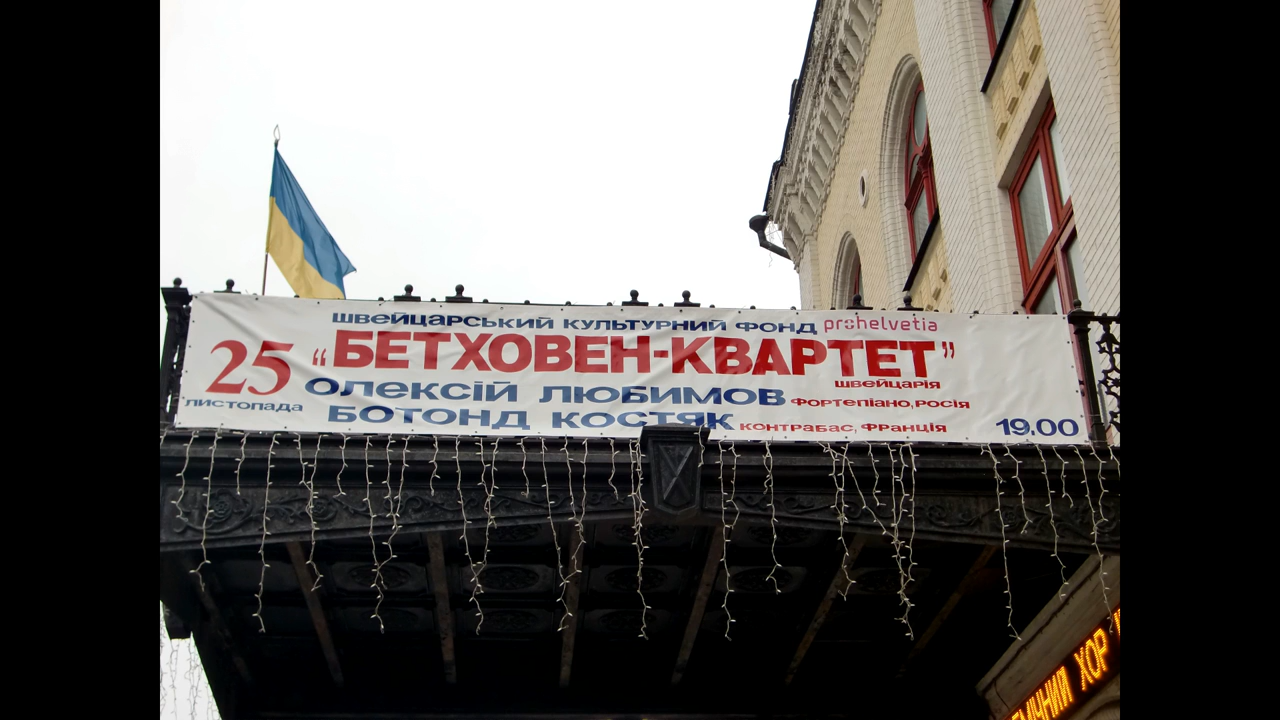 ШВЕЙЦАРСЬКИЙ КУЛЬТУРНИЙ ФОНД prohelvetia
25 ЛИСТОПАДА
"БЕТХОВЕН-КВАРТЕТ"
ШВЕЙЦАРІЯ
ОЛЕКСІЙ ЛЮБИМОВ ФОРТЕПІАНО, РОСІЯ
БОТОНД КОСТЯК КОНТРАБАС, ФРАНЦІЯ
19.00
ХОР